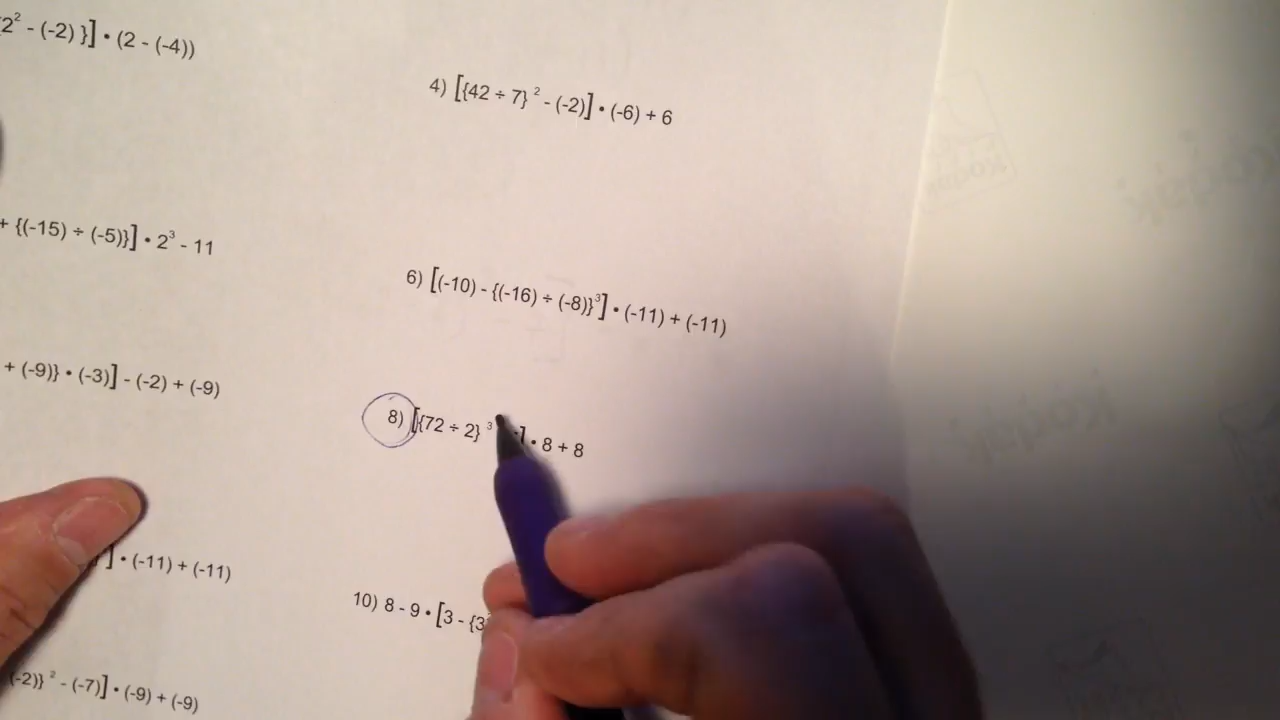 2² - (-2) }] • (2 - (-4))
4) [{42 ÷ 7} ² - (-2)] • (-6) + 6
+ {(-15) ÷ (-5)}] • 2³ - 11
6) [(-10) - {(-16) ÷ (-8)}³] • (-11) + (-11)
+ (-9)} • (-3)] - (-2) + (-9)
8) [{72 ÷ 2} ³ ] • 8 + 8
] • (-11) + (-11)
10) 8 - 9 • [3 - {3
(-2)} ² - (-7)] • (-9) + (-9)